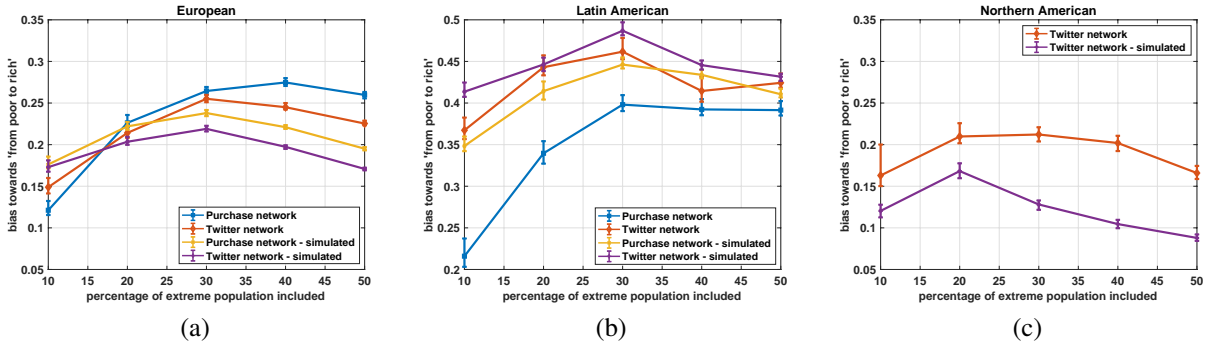 European
bias towards 'from poor to rich'
0.35
0.3
0.25
0.2
0.15
0.1
0.05
10 15 20 25 30 35 40 45 50
percentage of extreme population included
Purchase network
Twitter network
Purchase network - simulated
Twitter network - simulated
(a)
Latin American
bias towards 'from poor to rich'
0.5
0.45
0.4
0.35
0.3
0.25
0.2
10 15 20 25 30 35 40 45 50
percentage of extreme population included
Purchase network
Twitter network
Purchase network - simulated
Twitter network - simulated
(b)
Northern American
bias towards 'from poor to rich'
0.35
0.3
0.25
0.2
0.15
0.1
0.05
10 15 20 25 30 35 40 45 50
percentage of extreme population included
Twitter network
Twitter network - simulated
(c)